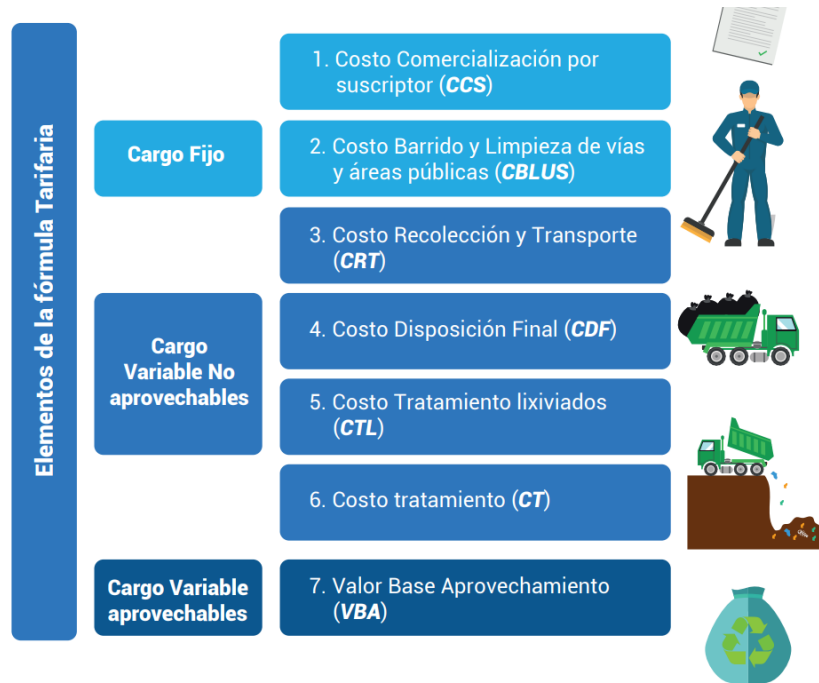 Elementos de la fórmula Tarifaria
Cargo Fijo
1. Costo Comercialización por
suscriptor (CCS)
2. Costo Barrido y Limpieza de vías
y áreas públicas (CBLUS)
Cargo
Variable No
aprovechables
3. Costo Recolección y Transporte
(CRT)
4. Costo Disposición Final (CDF)
5. Costo Tratamiento lixiviados
(CTL)
6. Costo tratamiento (CT)
Cargo Variable
aprovechables
7. Valor Base Aprovechamiento
(VBA)